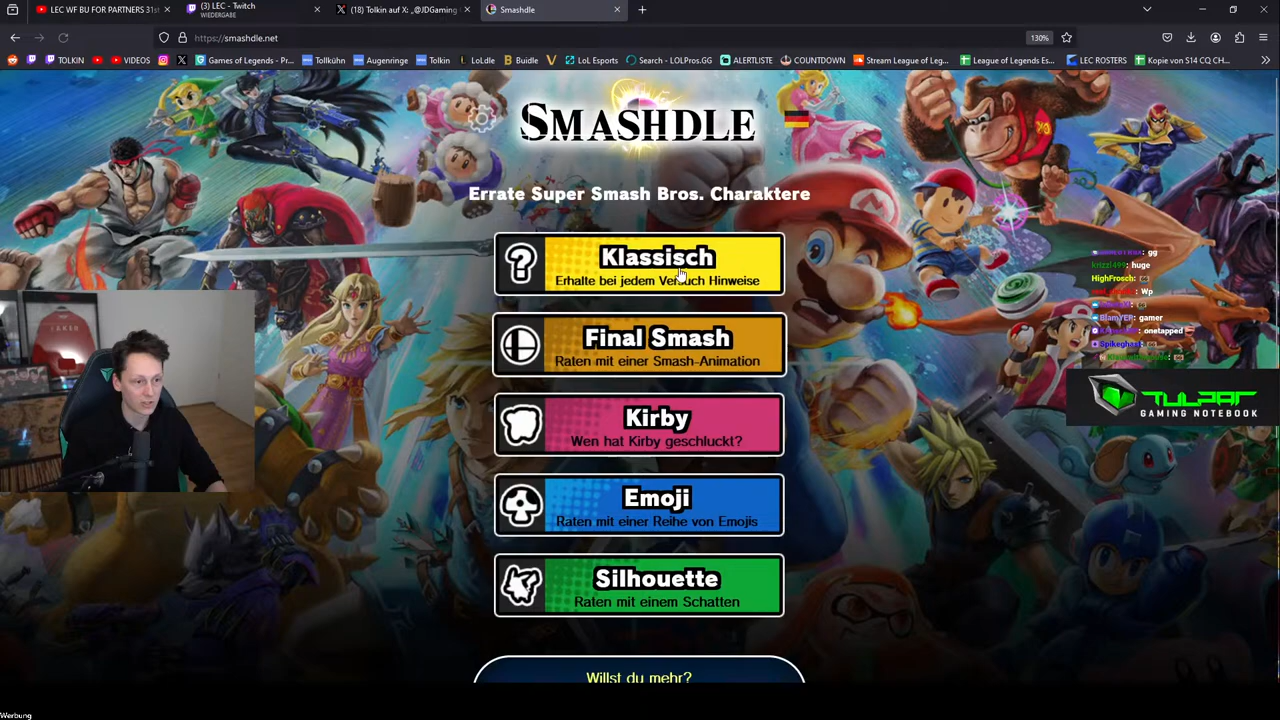 LEC WF BU FOR PARTNERS 31st
(3) LEC - Twitch
WIEDERGABE
(18) Tolkin auf X: „@JDGaming
Smashdle
https://smashdle.net
130%
TOLKIN
VIDEOS
Games of Legends - Pr...
Tollkühn
Augenringe
Tolkin
LoLdle
Buidle
LoL Esports
Search - LOLPros.GG
ALERTLISTE
COUNTDOWN
Stream League of Leg...
League of Legends Es...
LEC ROSTERS
Kopie von S14 CQ CH...
SMASHDLE
Errate Super Smash Bros. Charaktere
Klassisch
Erhalte bei jedem Versuch Hinweise
Final Smash
Raten mit einer Smash-Animation
Kirby
Wen hat Kirby geschluckt?
Emoji
Raten mit einer Reihe von Emojis
Silhouette
Raten mit einem Schatten
Willst du mehr?
gg
krizzl499: huge
HighFrosch:
Wp
BlamYER: gamer
onetapped
Spikeghast
TULPAR
GAMING NOTEBOOK
FAKER
Werbung